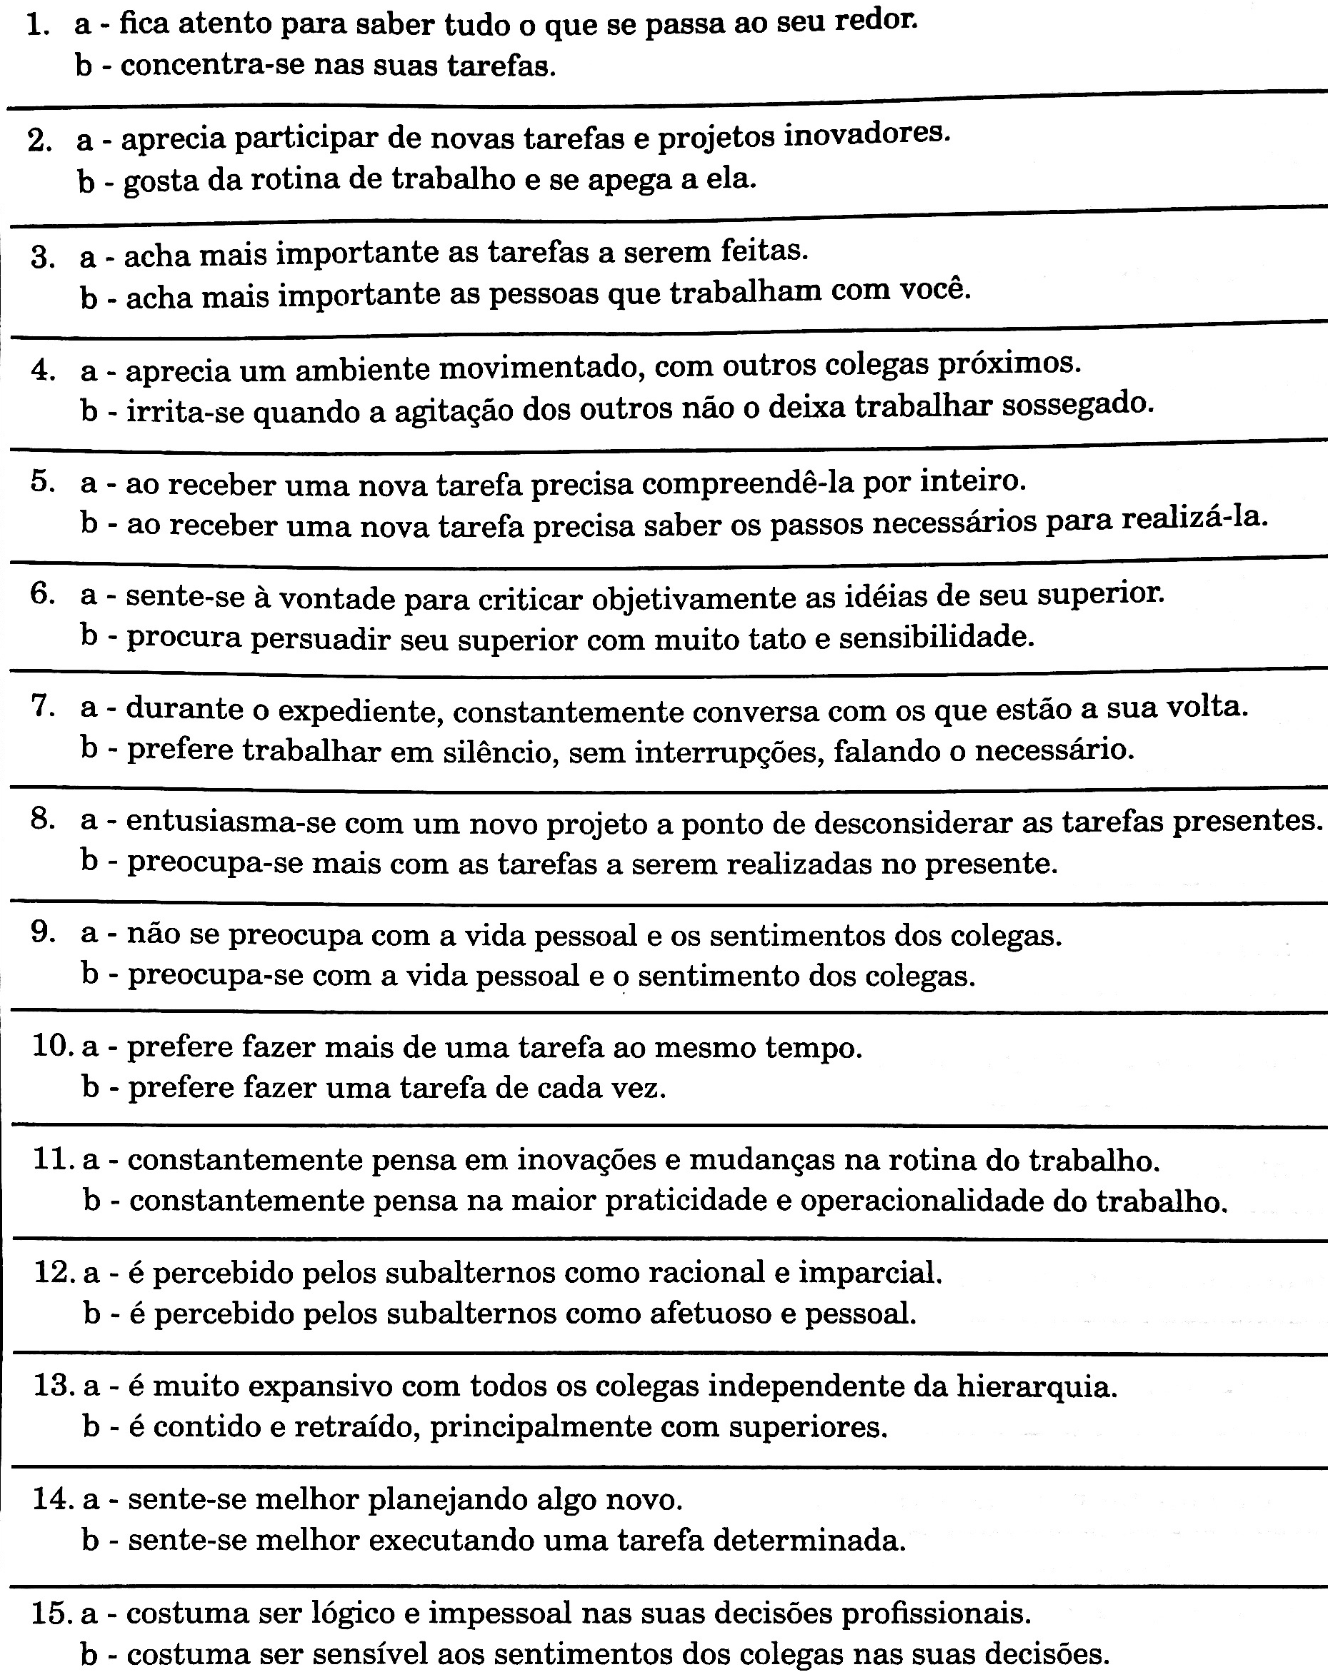 1. a - fica atento para saber tudo o que se passa ao seu redor.
b - concentra-se nas suas tarefas.
2. a - aprecia participar de novas tarefas e projetos inovadores.
b - gosta da rotina de trabalho e se apega a ela.
3. a - acha mais importante as tarefas a serem feitas.
b - acha mais importante as pessoas que trabalham com você.
4. a - aprecia um ambiente movimentado, com outros colegas próximos.
b - irrita-se quando a agitação dos outros não o deixa trabalhar sossegado.
5. a - ao receber uma nova tarefa precisa compreendê-la por inteiro.
b - ao receber uma nova tarefa precisa saber os passos necessários para realizá-la.
6. a - sente-se à vontade para criticar objetivamente as idéias de seu superior.
b - procura persuadir seu superior com muito tato e sensibilidade.
7. a - durante o expediente, constantemente conversa com os que estão a sua volta.
b - prefere trabalhar em silêncio, sem interrupções, falando o necessário.
8. a - entusiasma-se com um novo projeto a ponto de desconsiderar as tarefas presentes.
b - preocupa-se mais com as tarefas a serem realizadas no presente.
9. a - não se preocupa com a vida pessoal e os sentimentos dos colegas.
b - preocupa-se com a vida pessoal e o sentimento dos colegas.
10. a - prefere fazer mais de uma tarefa ao mesmo tempo.
b - prefere fazer uma tarefa de cada vez.
11. a - constantemente pensa em inovações e mudanças na rotina do trabalho.
b - constantemente pensa na maior praticidade e operacionalidade do trabalho.
12. a - é percebido pelos subalternos como racional e imparcial.
b - é percebido pelos subalternos como afetuoso e pessoal.
13. a - é muito expansivo com todos os colegas independente da hierarquia.
b - é contido e retraído, principalmente com superiores.
14. a - sente-se melhor planejando algo novo.
b - sente-se melhor executando uma tarefa determinada.
15. a - costuma ser lógico e impessoal nas suas decisões profissionais.
b - costuma ser sensível aos sentimentos dos colegas nas suas decisões.